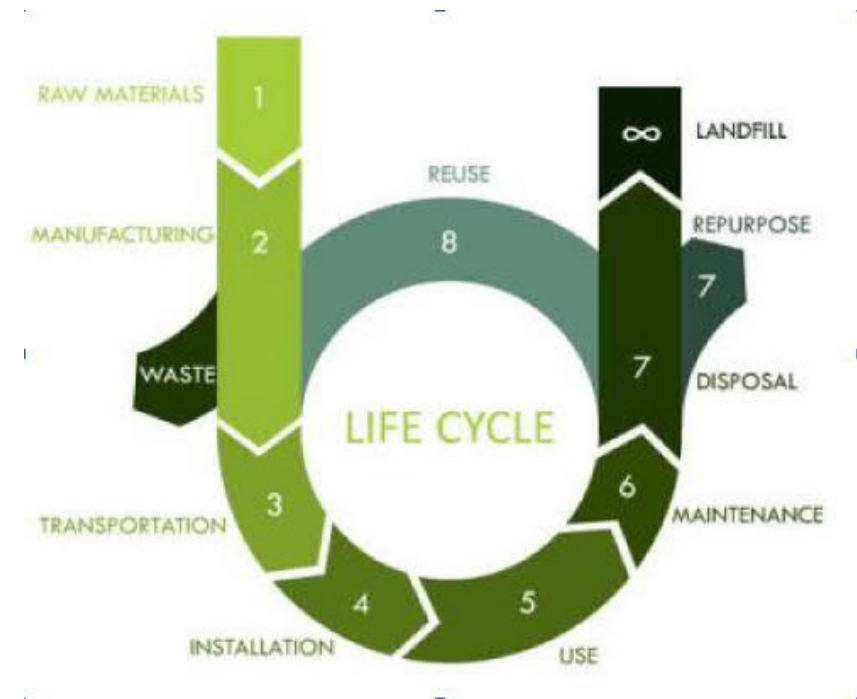 RAW MATERIALS
1
MANUFACTURING
2
WASTE
TRANSPORTATION
3
INSTALLATION
4
5
USE
6
MAINTENANCE
7
DISPOSAL
7
REPURPOSE
REUSE
8
∞
LANDFILL
LIFE CYCLE